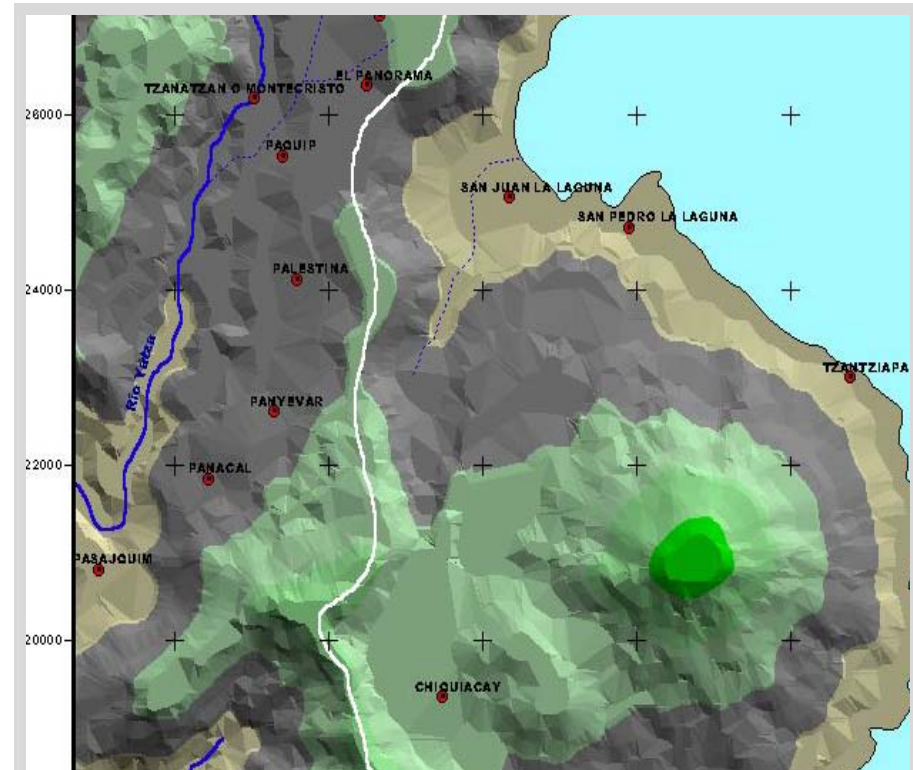 EL PANORAMA
TZANATZAN O MONTECRISTO
26000
PAQUIP
SAN JUAN LA LAGUNA
SAN PEDRO LA LAGUNA
PALESTINA
24000
TZANTZIAPA
Río Yatza
PANYEVAR
22000
PANACAL
PASAJQUIM
20000
CHIQUIACAY